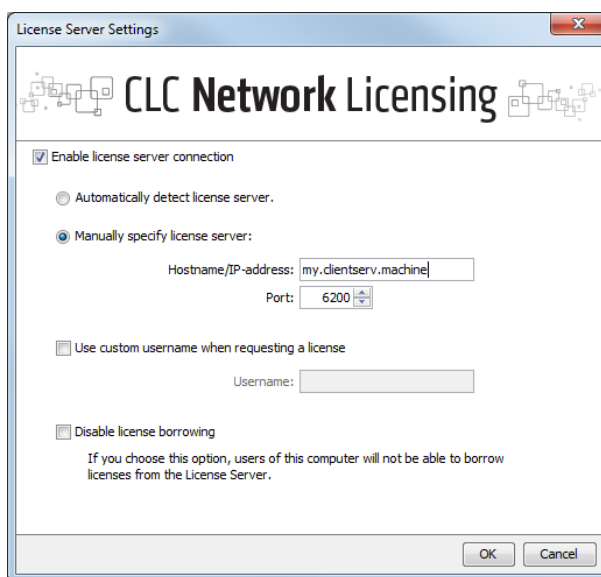 License Server Settings
CLC Network Licensing
Enable license server connection
Automatically detect license server.
Manually specify license server:
Hostname/IP-address: my.clientserv.machine
Port: 6200
Use custom username when requesting a license
Username:
Disable license borrowing
If you choose this option, users of this computer will not be able to borrow
licenses from the License Server.
OK Cancel